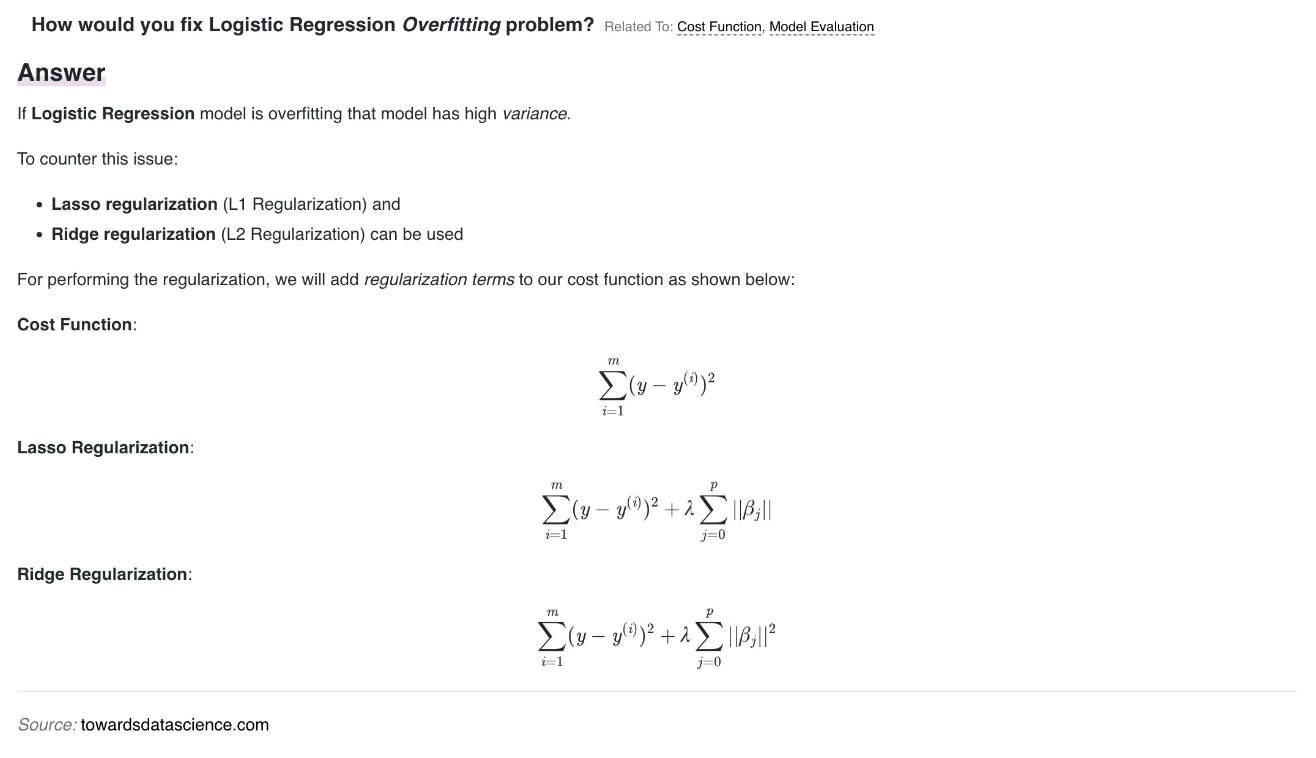 How would you fix Logistic Regression Overfitting problem? Related To: Cost Function, Model Evaluation
Answer
If Logistic Regression model is overfitting that model has high variance.
To counter this issue:
• Lasso regularization (L1 Regularization) and
• Ridge regularization (L2 Regularization) can be used
For performing the regularization, we will add regularization terms to our cost function as shown below:
Cost Function:
\sum_{i=1}^{m}(y - y^{(i)})^2
Lasso Regularization:
\sum_{i=1}^{m}(y - y^{(i)})^2 + \lambda \sum_{j=0}^{p} ||\beta_j||
Ridge Regularization:
\sum_{i=1}^{m}(y - y^{(i)})^2 + \lambda \sum_{j=0}^{p} ||\beta_j||^2
Source: towardsdatascience.com